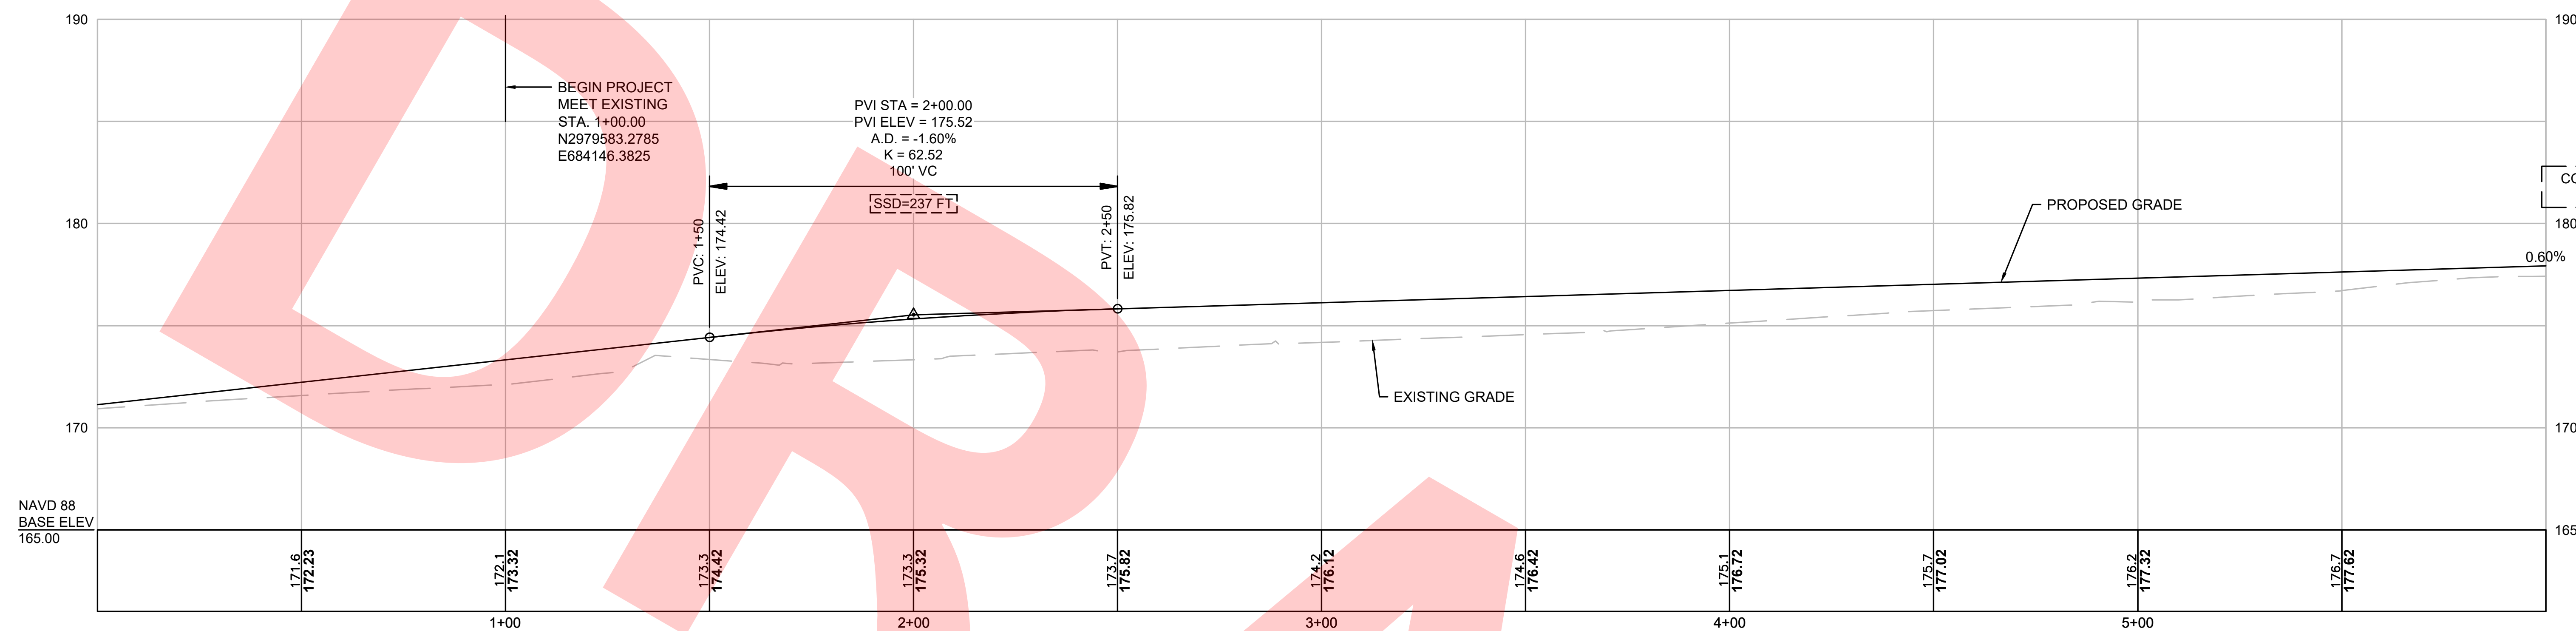 190
190
BEGIN PROJECT
MEET EXISTING
STA. 1+00.00
N2979583.2785
E684146.3825
PVI STA = 2+00.00
PVI ELEV = 175.52
A.D. = -1.60%
K = 62.52
100' VC
SSD=237 FT
PVC: 1+50
ELEV: 174.42
PVT: 2+50
ELEV: 175.82
PROPOSED GRADE
CO
180
180
0.60%
EXISTING GRADE
170
170
NAVD 88
BASE ELEV
165.00
165
171.6
172.23
172.1
173.32
173.3
174.42
173.3
175.32
173.7
175.82
174.2
176.12
174.6
176.42
175.1
176.72
175.7
177.02
176.2
177.32
176.7
177.62
1+00
2+00
3+00
4+00
5+00
DRA